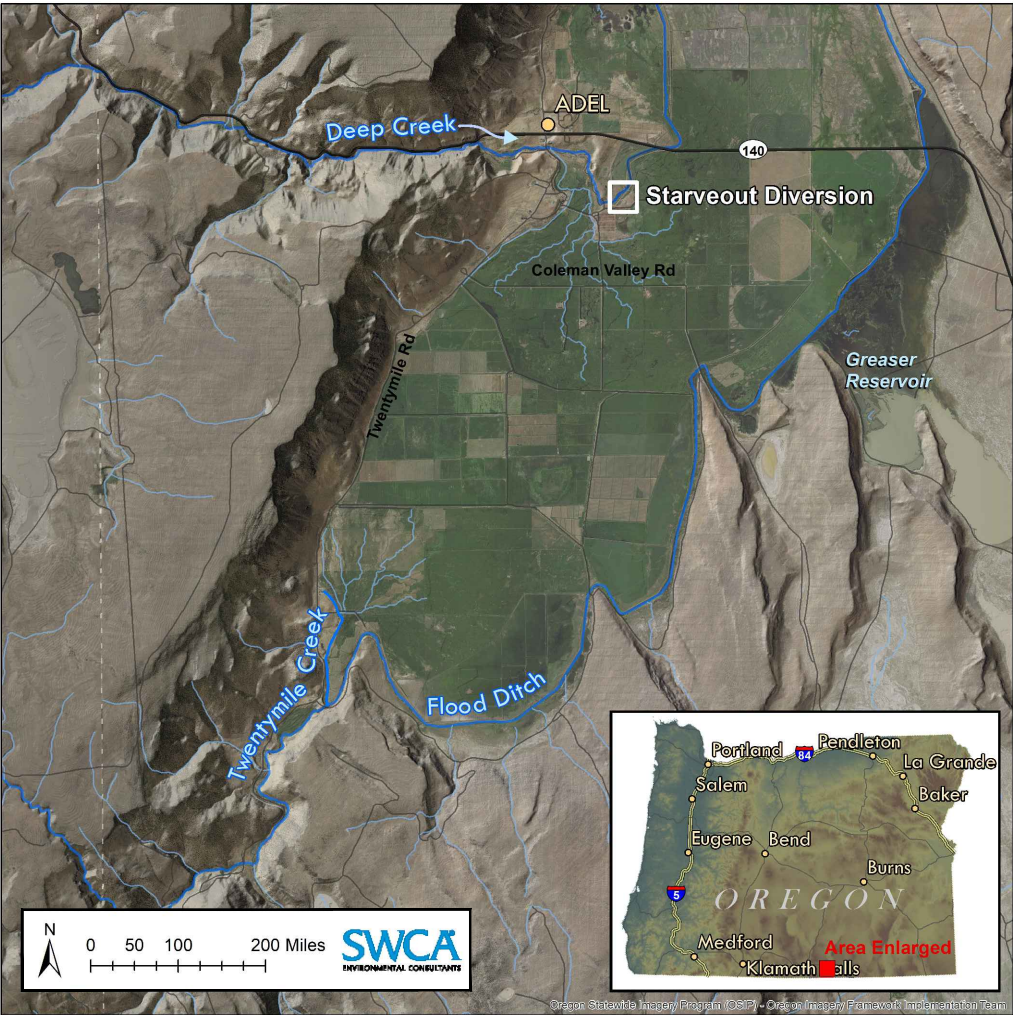 ADEL
Deep Creek
140
Starveout Diversion
Coleman Valley Rd
Twentymile Rd
Greaser
Reservoir
Twentymile Creek
Flood Ditch
N
0 50 100 200 Miles
SWCA
ENVIRONMENTAL CONSULTANTS
Portland
84
Pendleton
La Grande
Salem
Baker
Eugene
Bend
Burns
5
OREGON
Medford
Area Enlarged
Klamath alls
Oregon Statewide Imagery Program (OSIP) - Oregon Imagery Framework Implementation Team